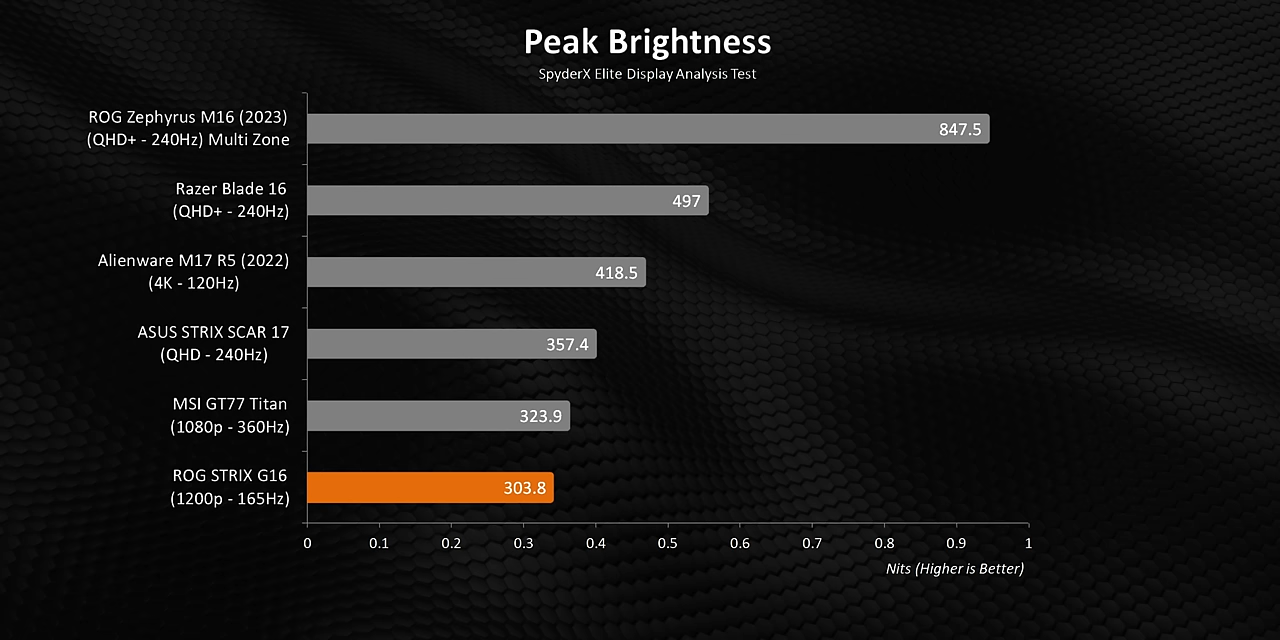 Peak Brightness
SpyderX Elite Display Analysis Test
ROG Zephyrus M16 (2023)
(QHD+ - 240Hz) Multi Zone
847.5
Razer Blade 16
(QHD+ - 240Hz)
497
Alienware M17 R5 (2022)
(4K - 120Hz)
418.5
ASUS STRIX SCAR 17
(QHD - 240Hz)
357.4
MSI GT77 Titan
(1080p - 360Hz)
323.9
ROG STRIX G16
(1200p - 165Hz)
303.8
0 0.1 0.2 0.3 0.4 0.5 0.6 0.7 0.8 0.9 1
Nits (Higher is Better)